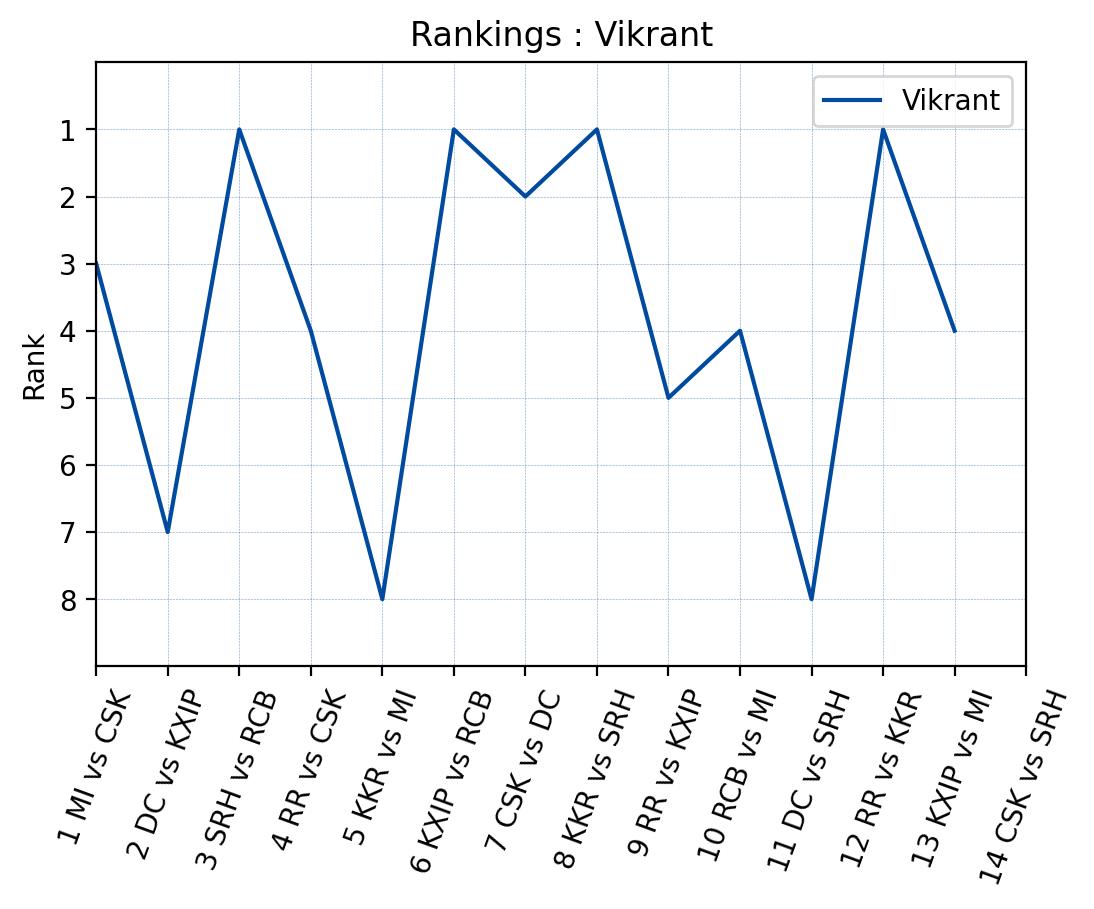 Rankings : Vikrant
Vikrant
Rank
1
2
3
4
5
6
7
8
1 MI vs CSK
2 DC vs KXIP
3 SRH vs RCB
4 RR vs CSK
5 KKR vs MI
6 KXIP vs RCB
7 CSK vs DC
8 KKR vs SRH
9 RR vs KXIP
10 RCB vs MI
11 DC vs SRH
12 RR vs KKR
13 KXIP vs MI
14 CSK vs SRH